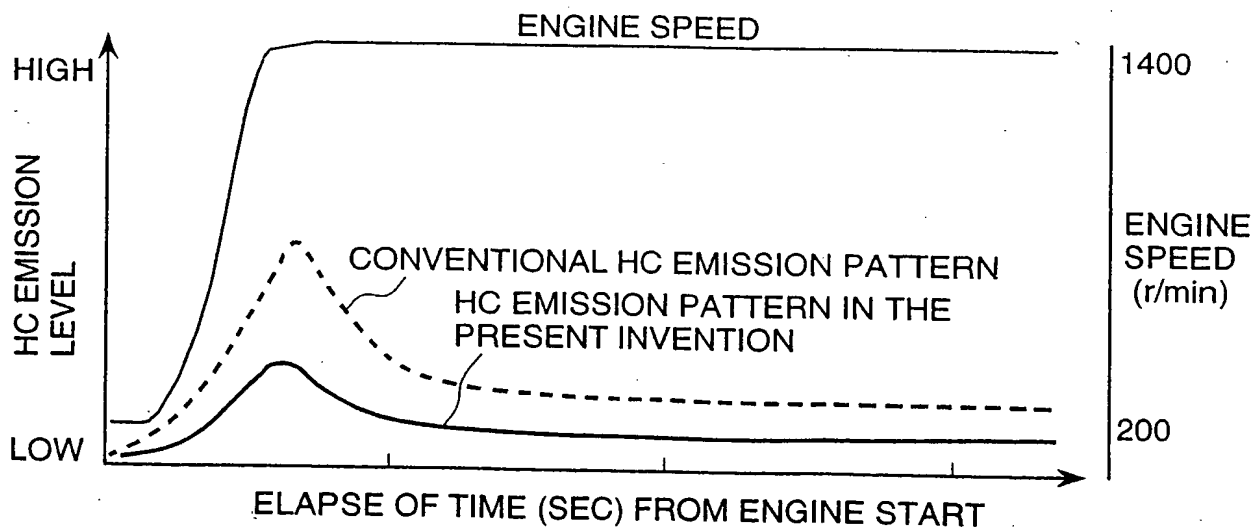 ENGINE SPEED
HIGH
1400
HC EMISSION
LEVEL
CONVENTIONAL HC EMISSION PATTERN
HC EMISSION PATTERN IN THE
PRESENT INVENTION
ENGINE
SPEED
(r/min)
LOW
200
ELAPSE OF TIME (SEC) FROM ENGINE START